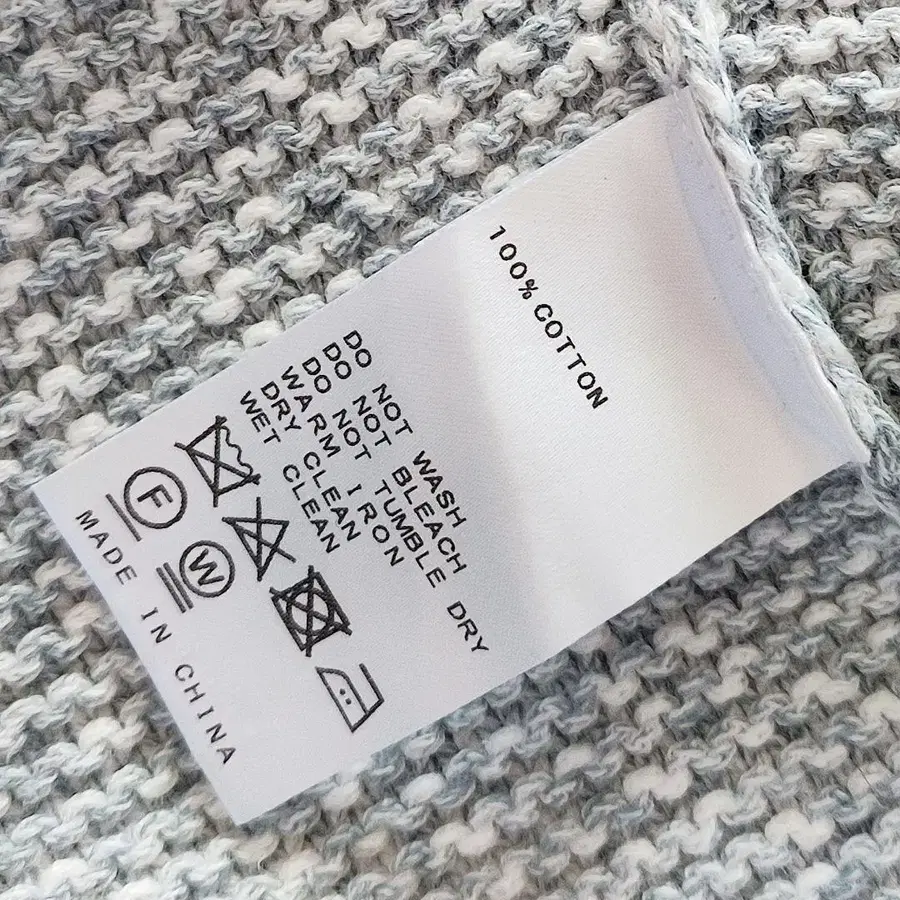 100% COTTON
DO NOT WASH
DO NOT BLEACH
DO NOT TUMBLE DRY
WARM IRON
DRY CLEAN
WET CLEAN
F
W
MADE IN CHINA